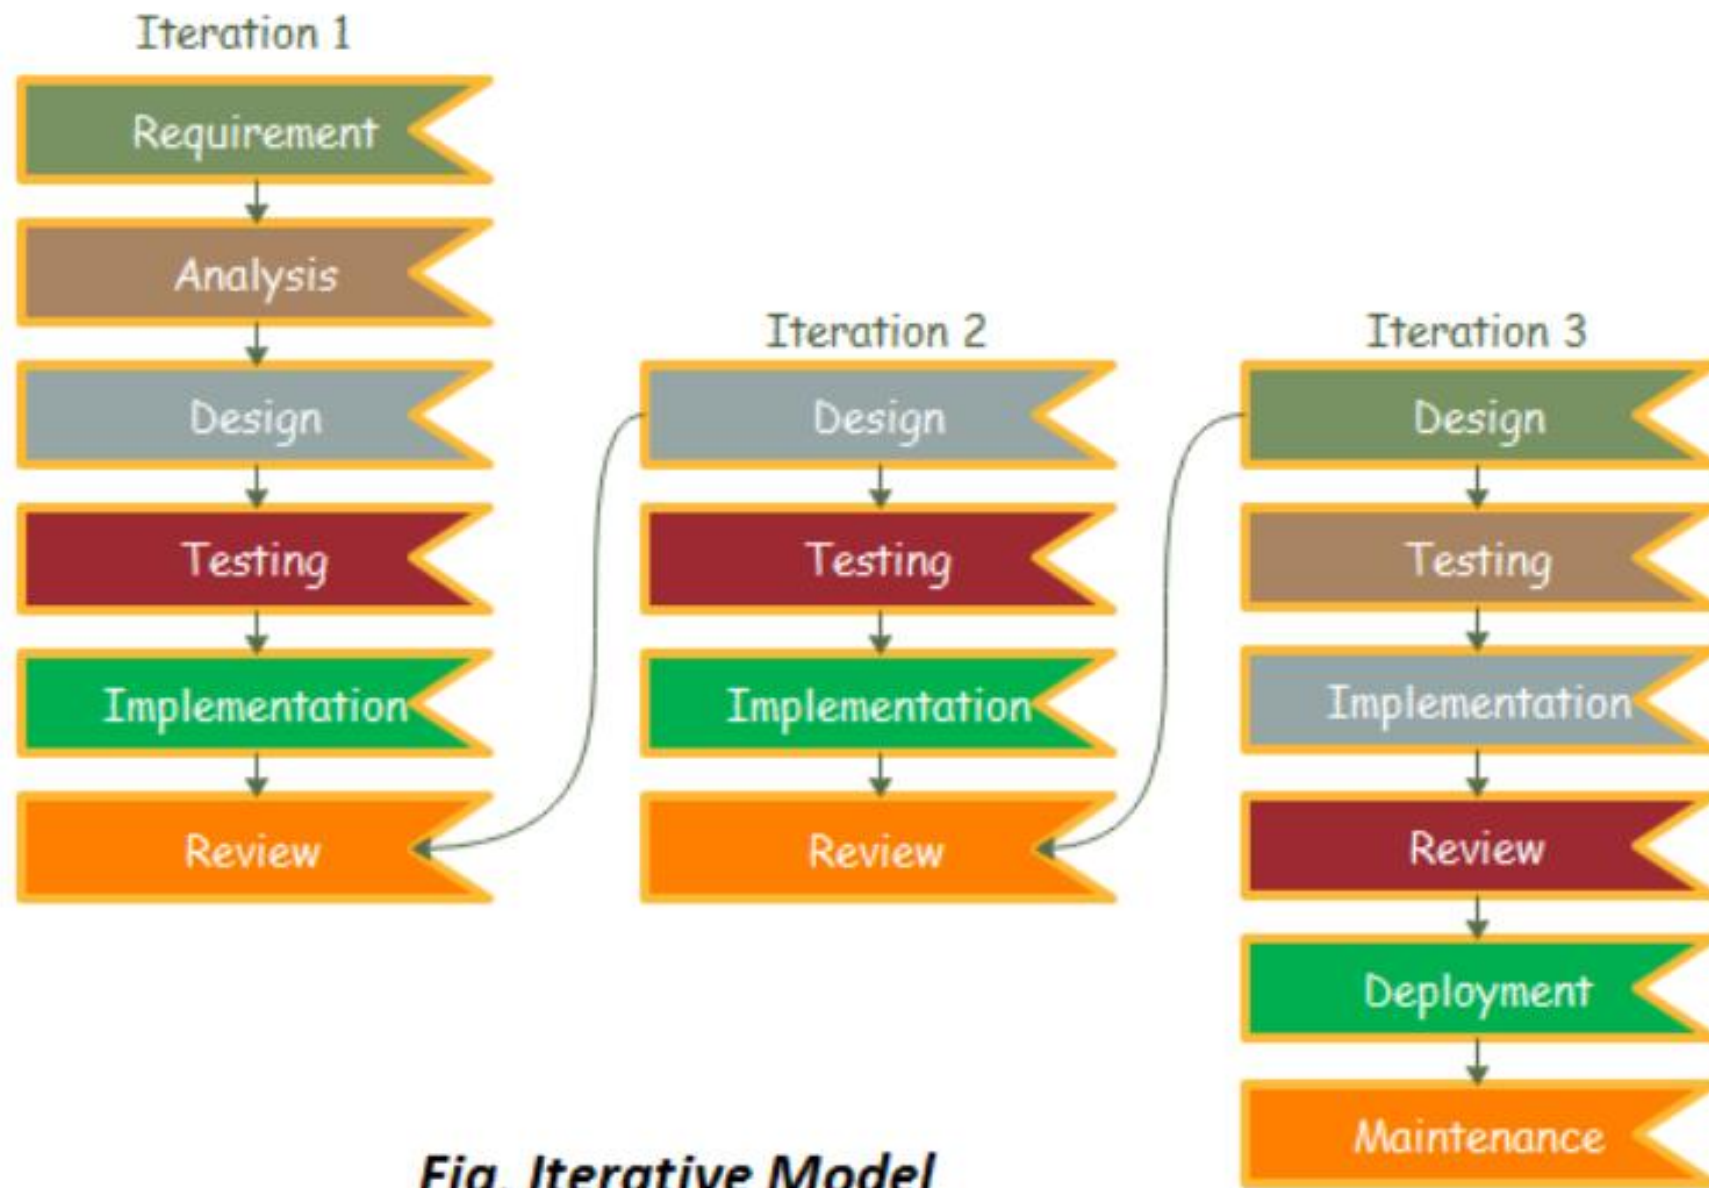 Iteration 1
Requirement
Analysis
Design
Testing
Implementation
Review
Iteration 2
Design
Testing
Implementation
Review
Iteration 3
Design
Testing
Implementation
Review
Deployment
Maintenance
Fig. Iterative Model